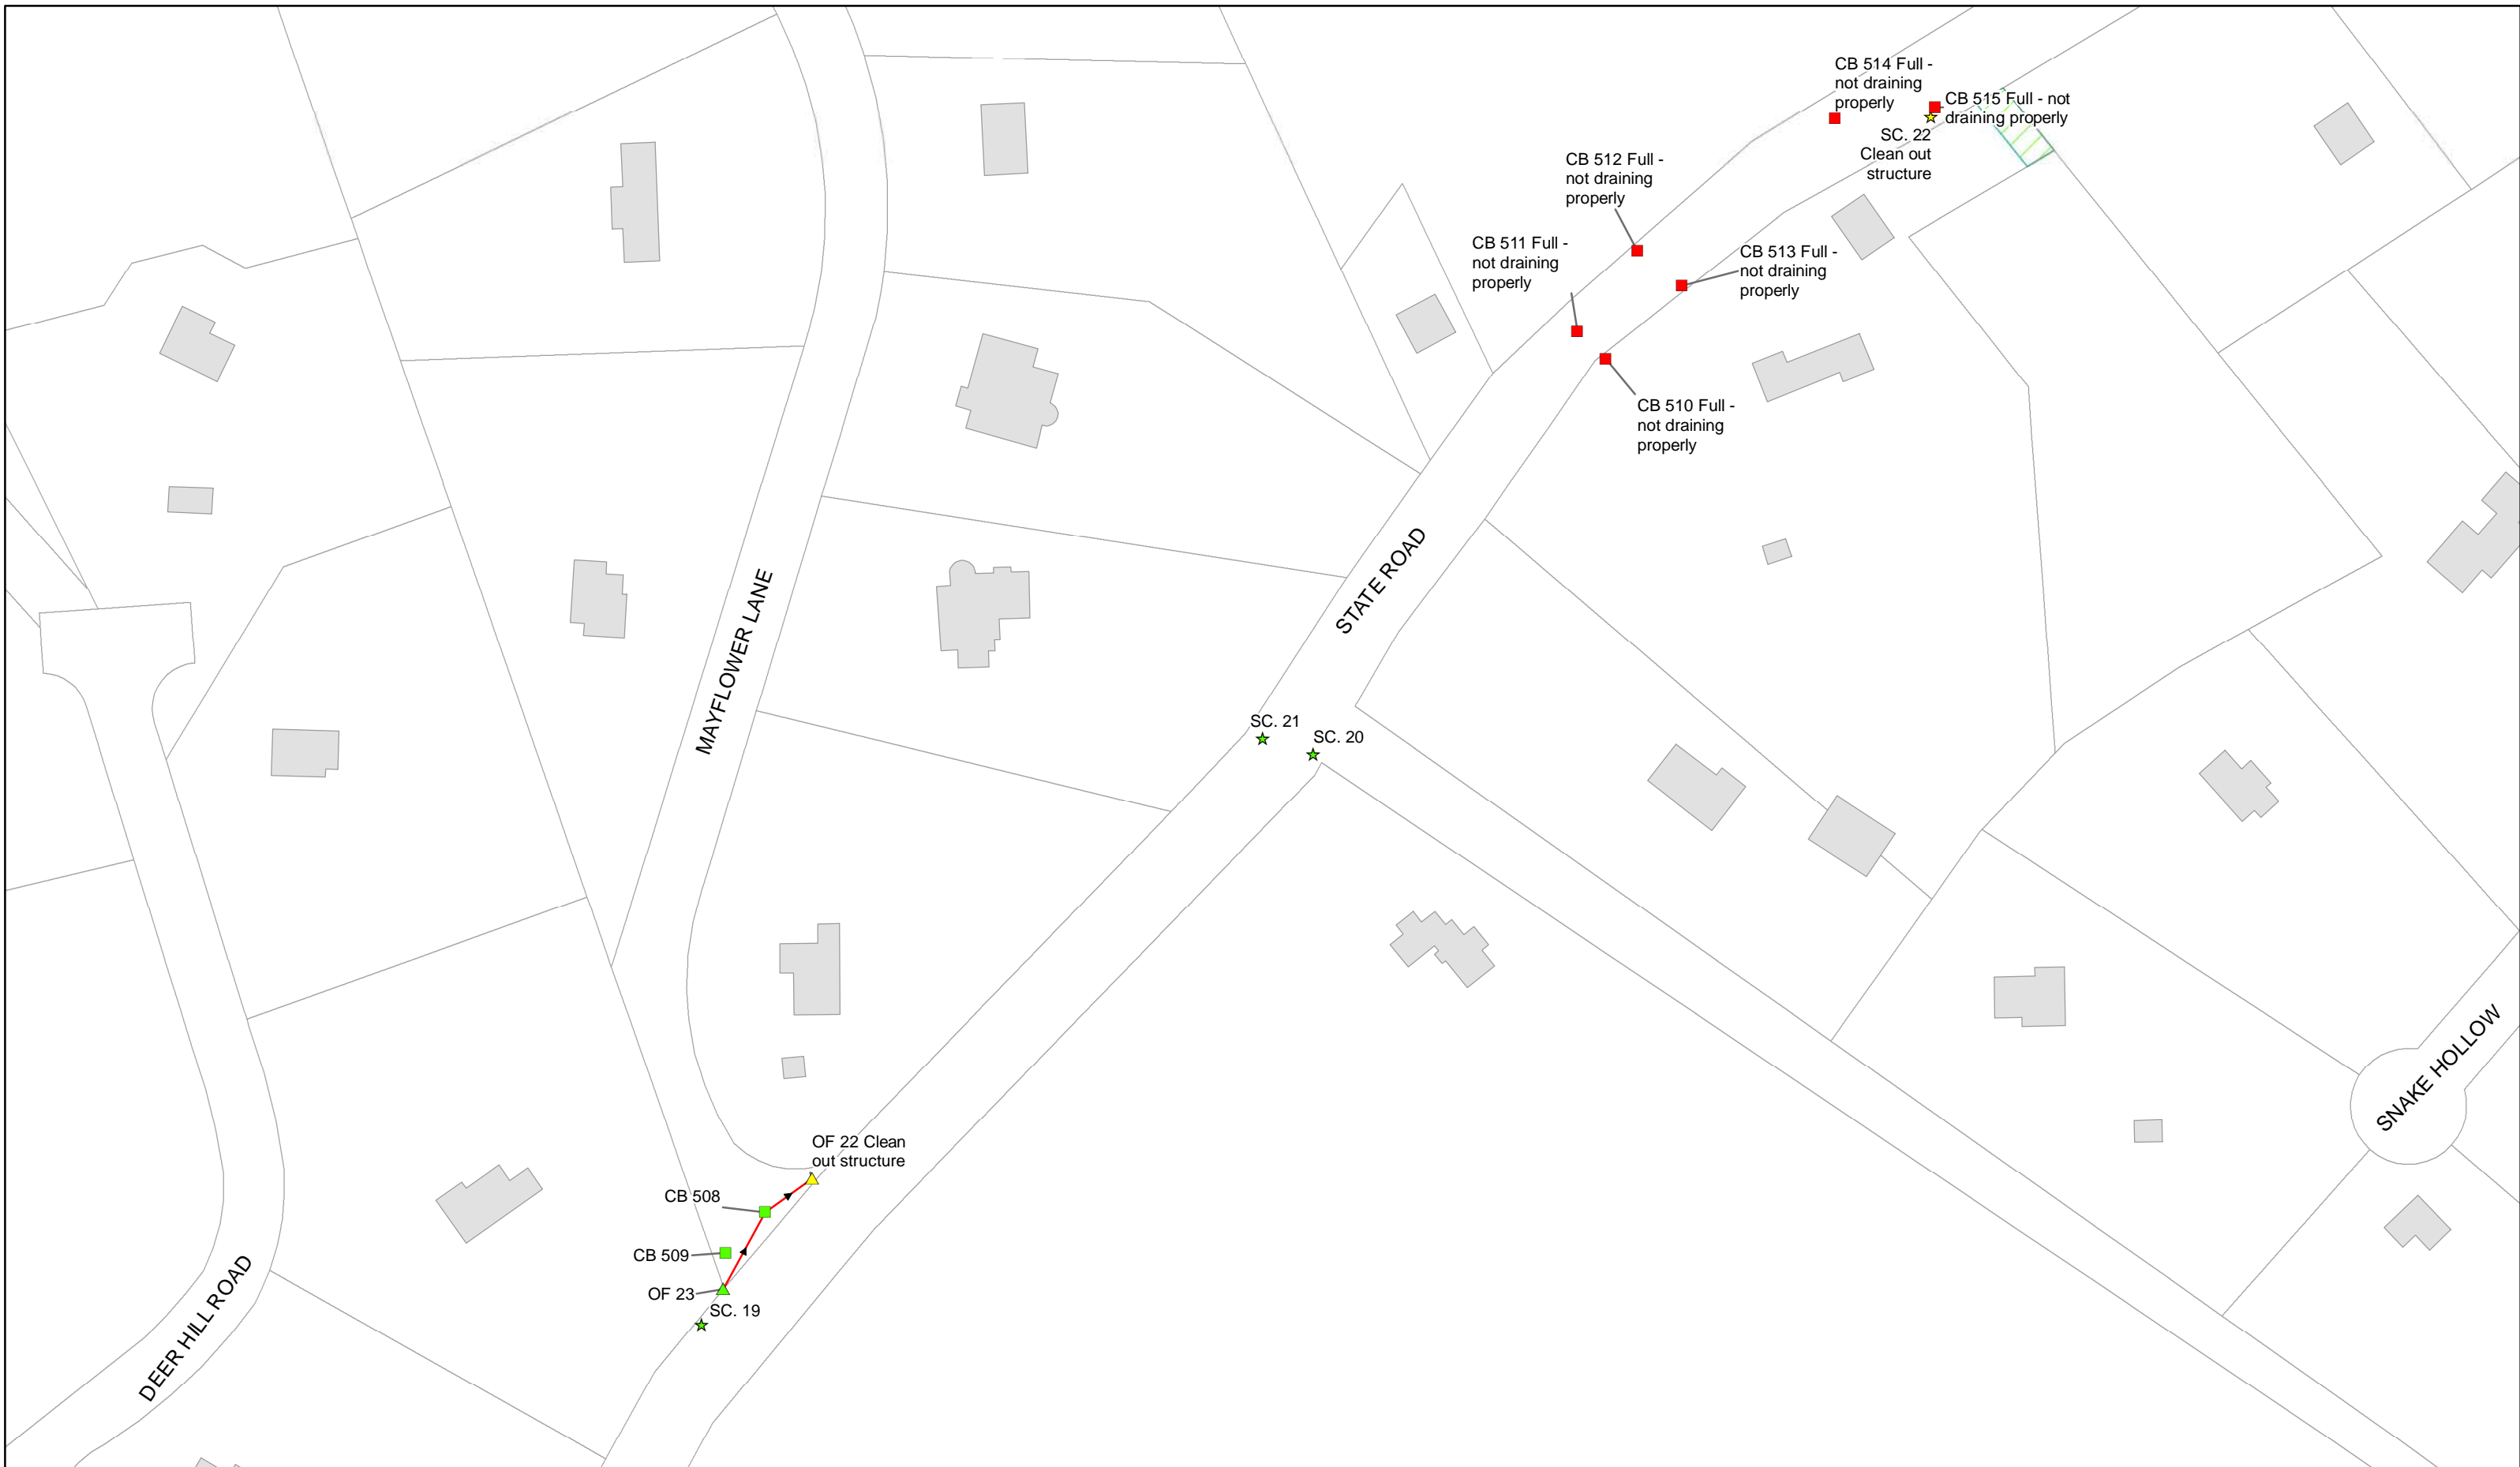 CB 514 Full -
not draining
properly
CB 515 Full - not
draining properly
SC. 22
Clean out
structure
CB 512 Full -
not draining
properly
CB 511 Full -
not draining
properly
CB 513 Full -
not draining
properly
CB 510 Full -
not draining
properly
STATE ROAD
MAYFLOWER LANE
SC. 21
SC. 20
SNAKE HOLLOW
OF 22 Clean
out structure
CB 508
CB 509
OF 23
SC. 19
DEER HILL ROAD